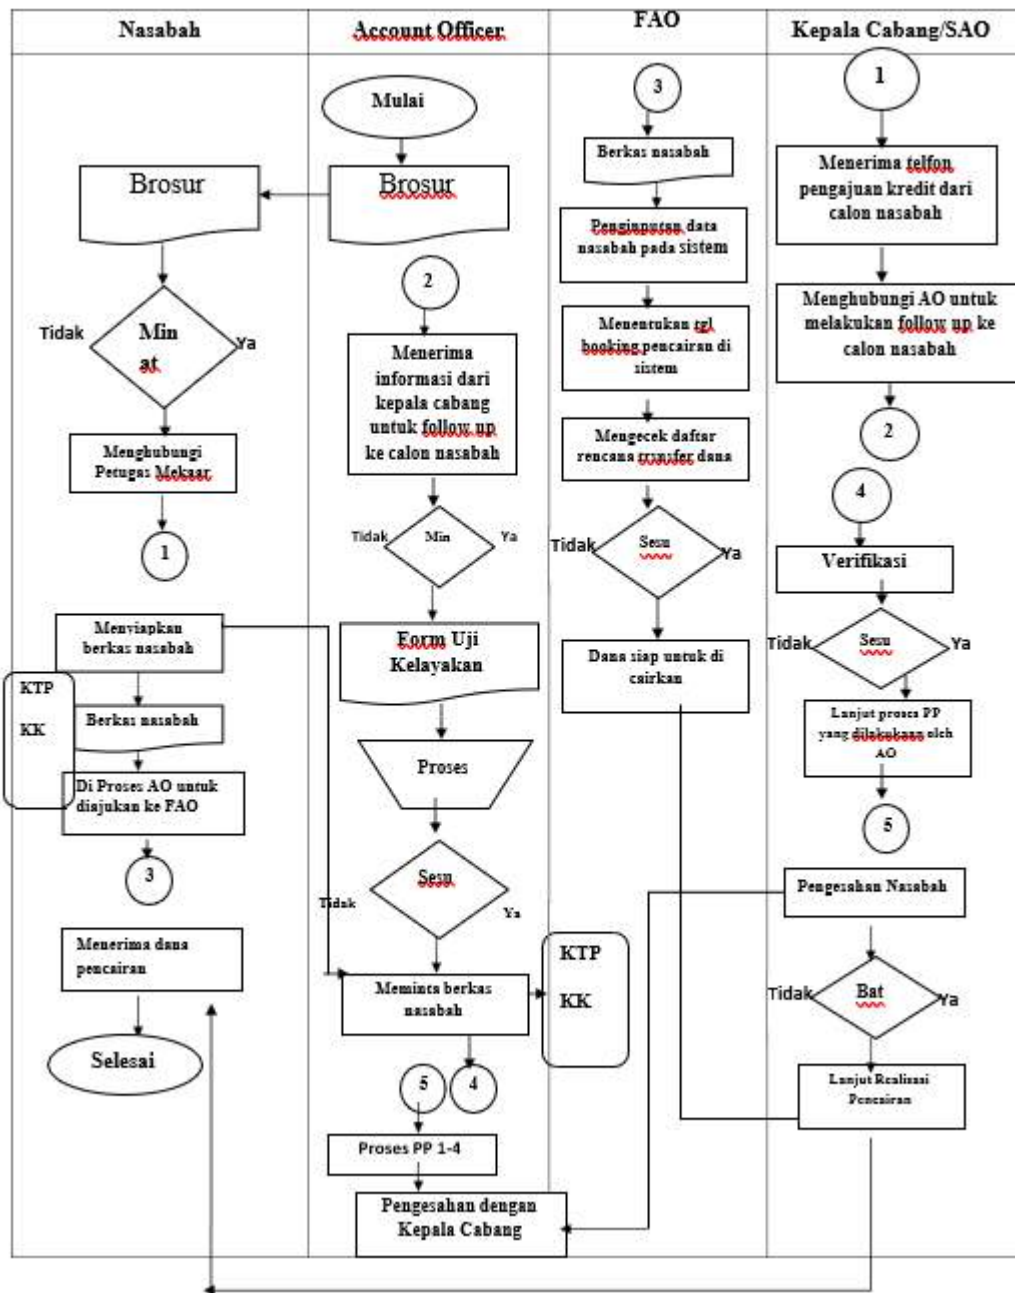 Nasabah
Account Officer
FAO
Kepala Cabang/SAO
Brosur
Tidak
Min
at
Ya
Menghubungi
Petugas Mekaar
1
Menyiapkan
berkas nasabah
KTP
KK
Berkas nasabah
Di Proses AO untuk
diajukan ke FAO
3
Menerima dana
pencairan
Selesai
Mulai
Brosur
2
Menerima
informasi dari
kepala cabang
untuk follow up
ke calon nasabah
Tidak
Min
Ya
Form Uji
Kelayakan
Proses
Sesu
Tidak
Ya
Meminta berkas
nasabah
KTP
KK
5
4
Proses PP 1-4
Pengesahan dengan
Kepala Cabang
3
Berkas nasabah
Penginputan data
nasabah pada sistem
Menentukan tgl
booking pencairan di
sistem
Mengecek daftar
rencana transfer dana
Tidak
Sesu
Ya
Dana siap untuk di
cairkan
1
Menerima telfon
pengajuan kredit dari
calon nasabah
Menghubungi AO untuk
melakukan follow up ke
calon nasabah
2
4
Verifikasi
Tidak
Sesu
Ya
Lanjut proses PP
yang dilakukaan oleh
AO
5
Pengesahan Nasabah
Tidak
Bat
Ya
Lanjut Realisasi
Pencairan